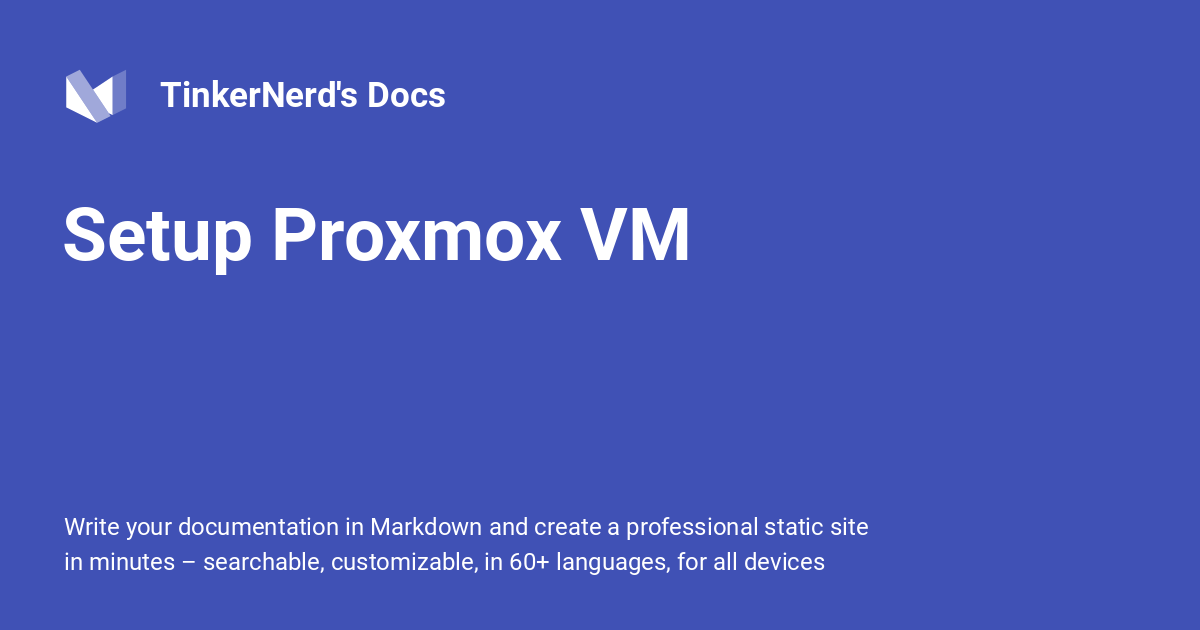 TinkerNerd's Docs
Setup Proxmox VM
Write your documentation in Markdown and create a professional static site
in minutes – searchable, customizable, in 60+ languages, for all devices